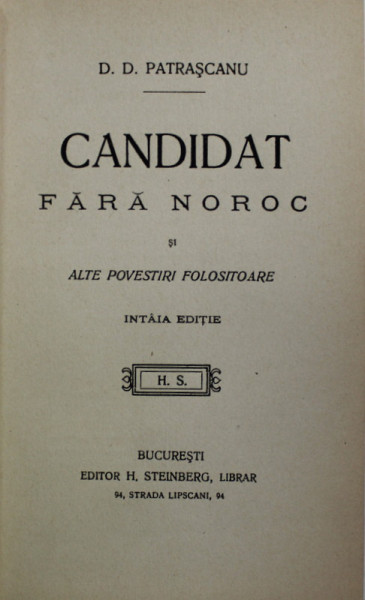 D. D. PATRAŞCANU
CANDIDAT
FĂRĂ NOROC
ŞI
ALTE POVESTIRI FOLOSITOARE
INTÂIA EDIŢIE
H. S.
BUCUREŞTI
EDITOR H. STEINBERG, LIBRAR
94, STRADA LIPSCANI, 94